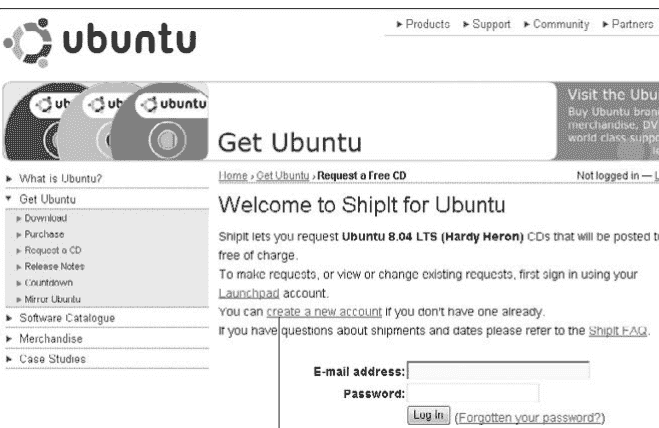 ubuntu
Products Support Community Partners
ubuntu
Get Ubuntu
Visit the Ubu
Buy Ubuntu bran
merchandise, DV
world class suppo
What is Ubuntu?
Get Ubuntu
Download
Purchase
Request a CD
Release Notes
Countdown
Mirror Ubuntu
Software Catalogue
Merchandise
Case Studies
Home › Get Ubuntu › Request a Free CD
Not logged in — L
Welcome to ShipIt for Ubuntu
ShipIt lets you request Ubuntu 8.04 LTS (Hardy Heron) CDs that will be posted t
free of charge.
To make requests, or view or change existing requests, first sign in using your
Launchpad account.
You can create a new account if you don't have one already.
If you have questions about shipments and dates please refer to the ShipIt FAQ.
E-mail address:
Password:
Log In (Forgotten your password?)